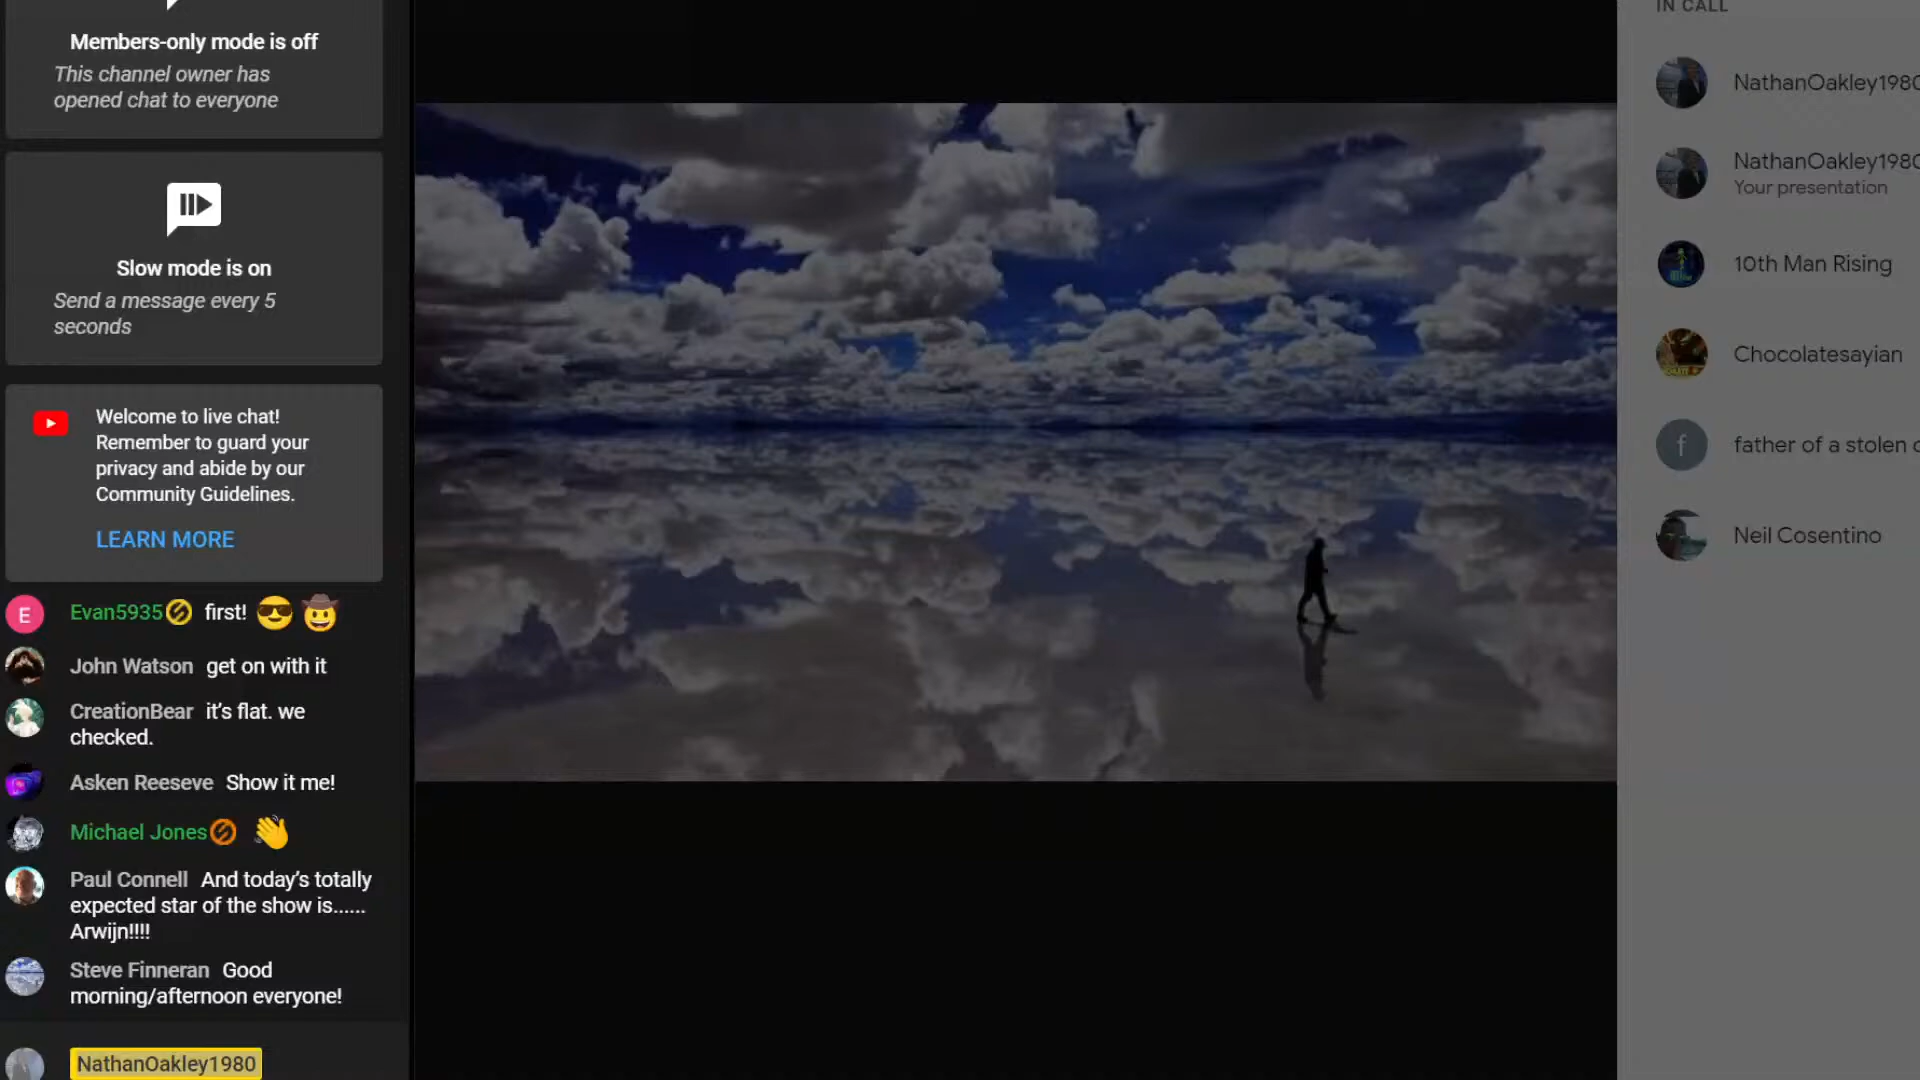 Members-only mode is off
This channel owner has
opened chat to everyone
Slow mode is on
Send a message every 5
seconds
Welcome to live chat!
Remember to guard your
privacy and abide by our
Community Guidelines.
LEARN MORE
E Evan5935 first!
John Watson get on with it
CreationBear it's flat. we
checked.
Asken Reeseve Show it me!
Michael Jones
Paul Connell And today's totally
expected star of the show is......
Arwijn!!!!
Steve Finneran Good
morning/afternoon everyone!
NathanOakley1980
IN CALL
NathanOakley1980
NathanOakley1980
Your presentation
10th Man Rising
Chocolatesayian
f father of a stolen
Neil Cosentino